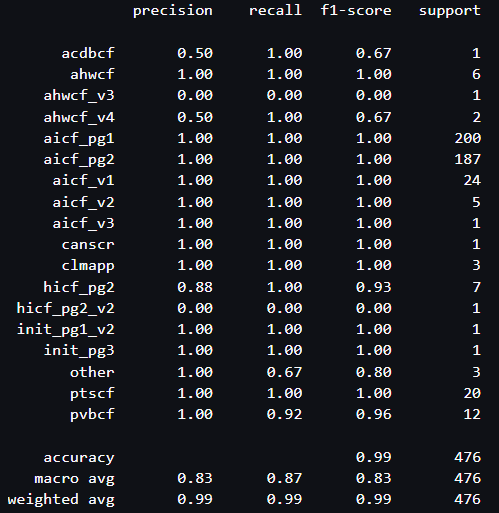 precision recall f1-score support
acdbcf 0.50 1.00 0.67 1
ahwcf 1.00 1.00 1.00 6
ahwcf_v3 0.00 0.00 0.00 1
ahwcf_v4 0.50 1.00 0.67 2
aicf_pg1 1.00 1.00 1.00 200
aicf_pg2 1.00 1.00 1.00 187
aicf_v1 1.00 1.00 1.00 24
aicf_v2 1.00 1.00 1.00 5
aicf_v3 1.00 1.00 1.00 1
canscr 1.00 1.00 1.00 1
clmapp 1.00 1.00 1.00 3
hicf_pg2 0.88 1.00 0.93 7
hicf_pg2_v2 0.00 0.00 0.00 1
init_pg1_v2 1.00 1.00 1.00 1
init_pg3 1.00 1.00 1.00 1
other 1.00 0.67 0.80 3
ptscf 1.00 1.00 1.00 20
pvbcf 1.00 0.92 0.96 12
accuracy 0.99 476
macro avg 0.83 0.87 0.83 476
weighted avg 0.99 0.99 0.99 476